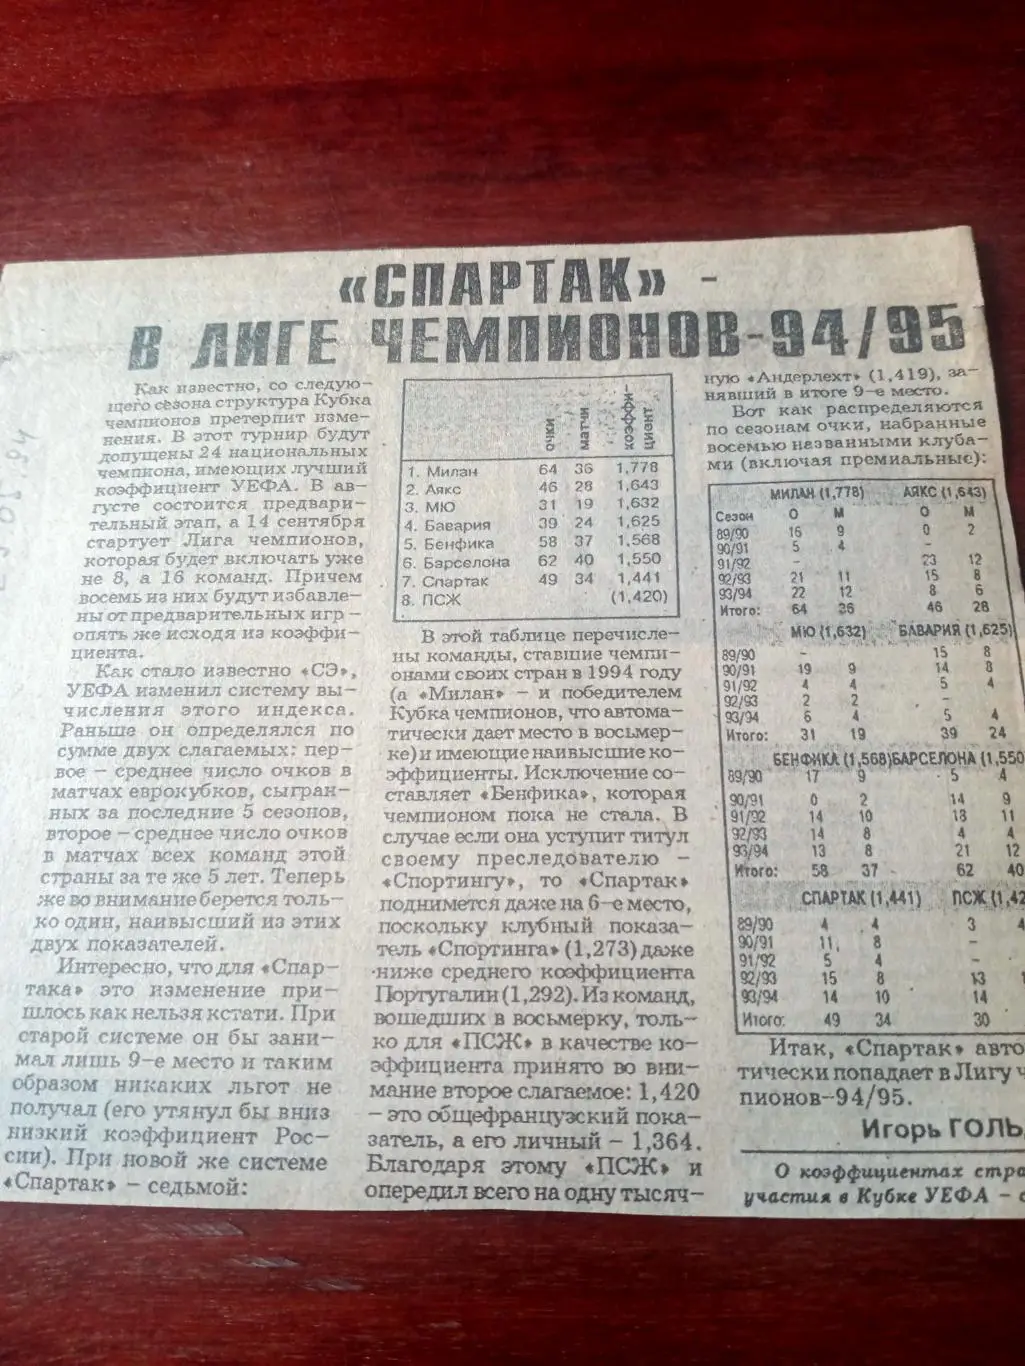 «СПАРТАК» –
В ЛИГЕ ЧЕМПИОНОВ-94/95
Как известно, со следую-
щего сезона структура Кубка
чемпионов претерпит изме-
нения. В этот турнир будут
допущены 24 национальных
чемпиона, имеющих лучший
коэффициент УЕФА. В ав-
густе состоится предвари-
тельный этап, а 14 сентября
стартует Лига чемпионов,
которая будет включать уже
не 8, а 16 команд. Причем
восемь из них будут избавле-
ны от предварительных игр –
опять же исходя из коэффи-
циента.
Как стало известно «СЭ»,
УЕФА изменил систему вы-
числения этого индекса.
Раньше он определялся по
сумме двух слагаемых: пер-
вое – среднее число очков в
матчах еврокубков, сыгран-
ных за последние 5 сезонов,
второе – среднее число очков
в матчах всех команд этой
страны за те же 5 лет. Теперь
же во внимание берется толь-
ко один, наивысший из этих
двух показателей.
Интересно, что для «Спар-
така» это изменение при-
шлось как нельзя кстати. При
старой системе он бы зани-
мал лишь 9-е место и таким
образом никаких льгот не
получал (его утянул бы вниз
низкий коэффициент Рос-
сии). При новой же системе
«Спартак» – седьмой:
очки матчи коэффи-циент
1. Милан 64 36 1,778
2. Аякс 46 28 1,643
3. МЮ 31 19 1,632
4. Бавария 39 24 1,625
5. Бенфика 58 37 1,568
6. Барселона 62 40 1,550
7. Спартак 49 34 1,441
8. ПСЖ (1,420)
В этой таблице перечисле-
ны команды, ставшие чемпи-
онами своих стран в 1994 году
(а «Милан» – и победителем
Кубка чемпионов, что автома-
тически дает место в восьмер-
ке) и имеющие наивысшие ко-
эффициенты. Исключение со-
ставляет «Бенфика», которая
чемпионом пока не стала. В
случае если она уступит титул
своему преследователю –
«Спортингу», то «Спартак»
поднимется даже на 6-е место,
поскольку клубный показа-
тель «Спортинга» (1,273) даже
ниже среднего коэффициента
Португалии (1,292). Из команд,
вошедших в восьмерку, толь-
ко для «ПСЖ» в качестве ко-
эффициента принято во вни-
мание второе слагаемое: 1,420
– это общефранцузский пока-
затель, а его личный – 1,364.
Благодаря этому «ПСЖ» и
опередил всего на одну тысяч-
ную «Андерлехт» (1,419), за-
нявший в итоге 9-е место.
Вот как распределяются
по сезонам очки, набранные
восемью названными клуба-
ми (включая премиальные):
МИЛАН (1,778) АЯКС (1,643)
Сезон О М О М
89/90 16 9 0 2
90/91 5 4 –
91/92 – 23 12
92/93 21 11 15 8
93/94 22 12 8 6
Итого: 64 36 46 28
МЮ (1,632) БАВАРИЯ (1,625)
89/90 – 15 8
90/91 19 9 14 8
91/92 4 4 5 4
92/93 2 2 –
93/94 6 4 5 4
Итого: 31 19 39 24
БЕНФИКА (1,568) БАРСЕЛОНА (1,550
89/90 17 9 5 4
90/91 0 2 14 9
91/92 14 10 18 11
92/93 14 8 4 4
93/94 13 8 21 12
Итого: 58 37 62 40
СПАРТАК (1,441) ПСЖ (1,42
89/90 4 4 3 4
90/91 11 8 –
91/92 5 4 –
92/93 15 8 13 1
93/94 14 10 14
Итого: 49 34 30
Итак, «Спартак» авто
тически попадает в Лигу ч
пионов-94/95.
Игорь ГОЛЬ
О коэффициентах стра
участия в Кубке УЕФА –